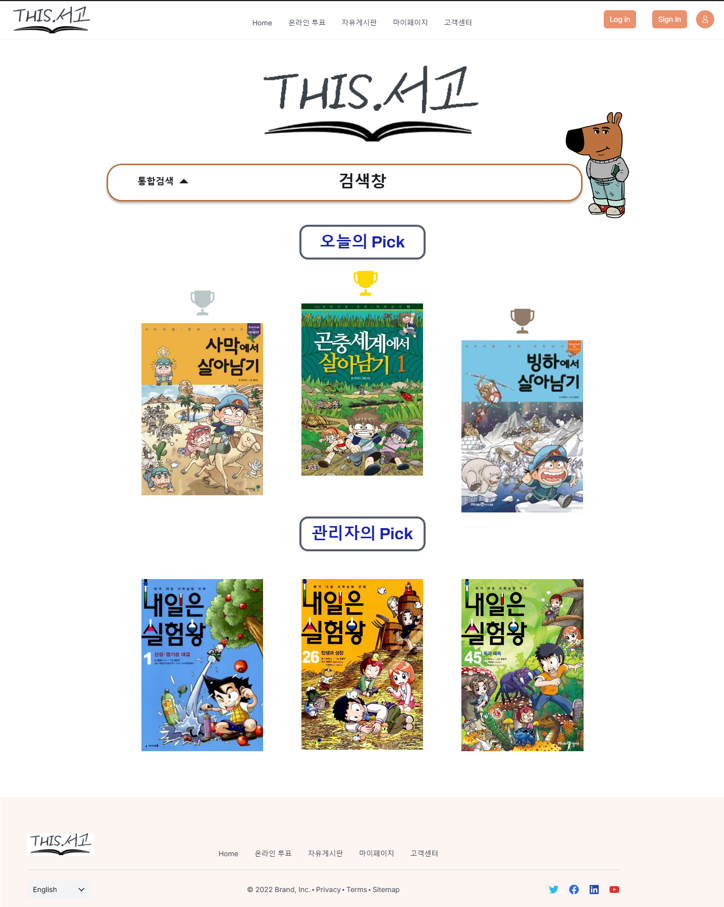 THIS.서고
Home 온라인 투표 자유게시판 마이페이지 고객센터
Log in Sign In
THIS.서고
통합검색
검색창
오늘의 Pick
사막에서
살아남기
곤충세계에서
살아남기 1
빙하에서
살아남기
관리자의 Pick
내일은
실험왕
1
내일은
실험왕
26 환경과 성장
내일은
실험왕
45
THIS.서고
Home 온라인 투표 자유게시판 마이페이지 고객센터
English
© 2022 Brand, Inc. • Privacy • Terms • Sitemap